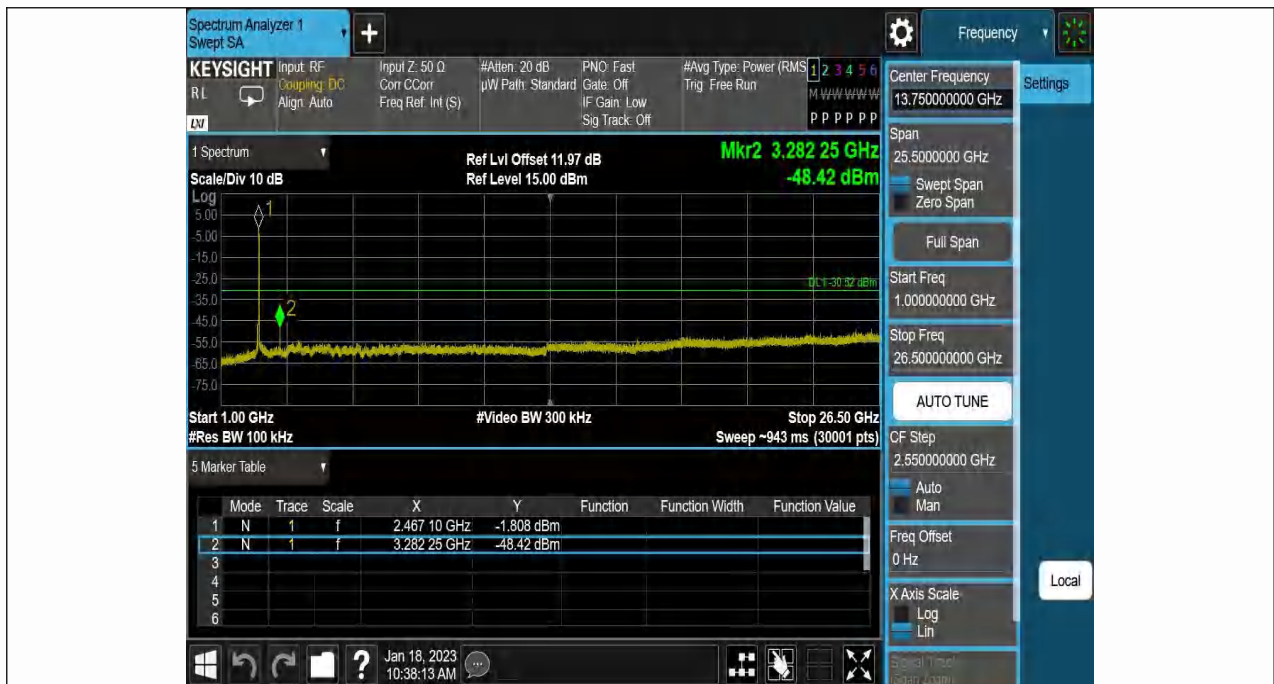 Spectrum Analyzer 1
Swept SA
+
Frequency
KEYSIGHT
RL
LXI
Input: RF
Coupling: DC
Align: Auto
Input Z: 50 Ω
Corr CCorr
Freq Ref: Int (S)
#Atten: 20 dB
µW Path: Standard
PNO: Fast
Gate: Off
IF Gain: Low
Sig Track: Off
#Avg Type: Power (RMS
Trig: Free Run
1 2 3 4 5 6
M W W W W W
P P P P P P
1 Spectrum
Scale/Div 10 dB
Ref Lvl Offset 11.97 dB
Ref Level 15.00 dBm
Mkr2 3.282 25 GHz
-48.42 dBm
Log
5.00
-5.00
-15.0
-25.0
-35.0
-45.0
-55.0
-65.0
-75.0
1
2
DL1 -30.82 dBm
Start 1.00 GHz
#Res BW 100 kHz
#Video BW 300 kHz
Stop 26.50 GHz
Sweep ~943 ms (30001 pts)
5 Marker Table
Mode Trace Scale X Y Function Function Width Function Value
1 N 1 f 2.467 10 GHz -1.808 dBm
2 N 1 f 3.282 25 GHz -48.42 dBm
3
4
5
6
?
Jan 18, 2023
10:38:13 AM
Center Frequency
13.750000000 GHz
Settings
Span
25.5000000 GHz
Swept Span
Zero Span
Full Span
Start Freq
1.000000000 GHz
Stop Freq
26.500000000 GHz
AUTO TUNE
CF Step
2.550000000 GHz
Auto
Man
Freq Offset
0 Hz
X Axis Scale
Log
Lin
Local
Signal Track
(Span Zoom)